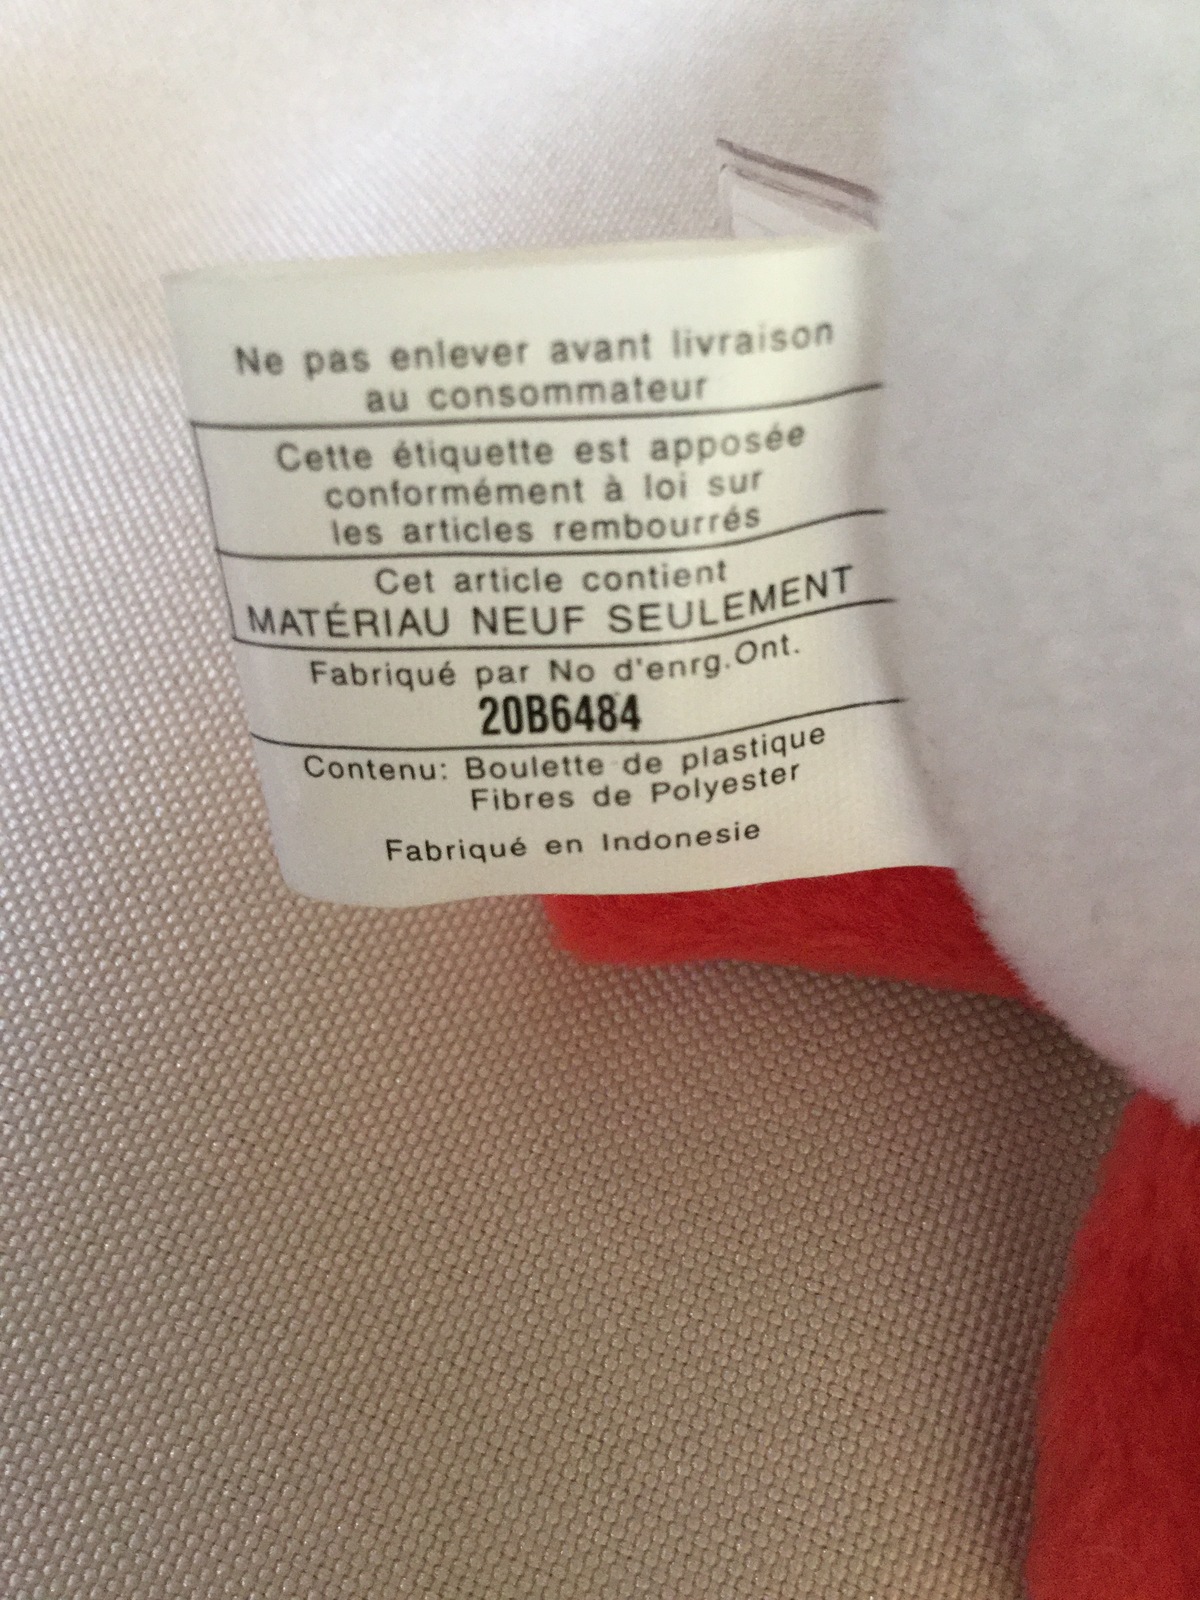 Ne pas enlever avant livraison
au consommateur
Cette étiquette est apposée
conformément à loi sur
les articles rembourrés
Cet article contient
MATÉRIAU NEUF SEULEMENT
Fabriqué par No d'enrg.Ont.
20B6484
Contenu: Boulette de plastique
Fibres de Polyester
Fabriqué en Indonesie